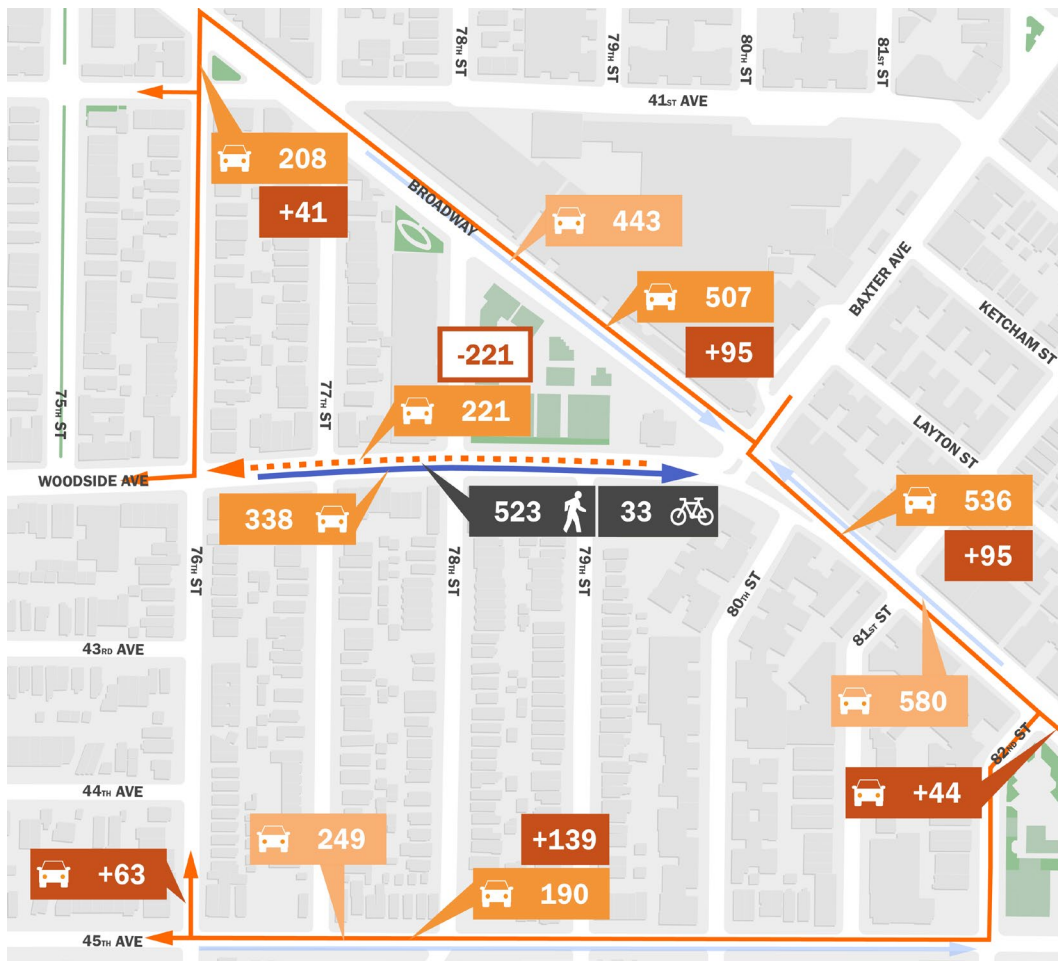 78TH ST
79TH ST
80TH ST
81ST ST
41ST AVE
208
+41
BROADWAY
443
BAXTER AVE
507
+95
KETCHAM ST
-221
221
75TH ST
77TH ST
LAYTON ST
WOODSIDE AVE
338
523
33
536
+95
76TH ST
78TH ST
79TH ST
80TH ST
81ST ST
43RD AVE
580
82ND ST
44TH AVE
+44
249
+139
+63
190
45TH AVE